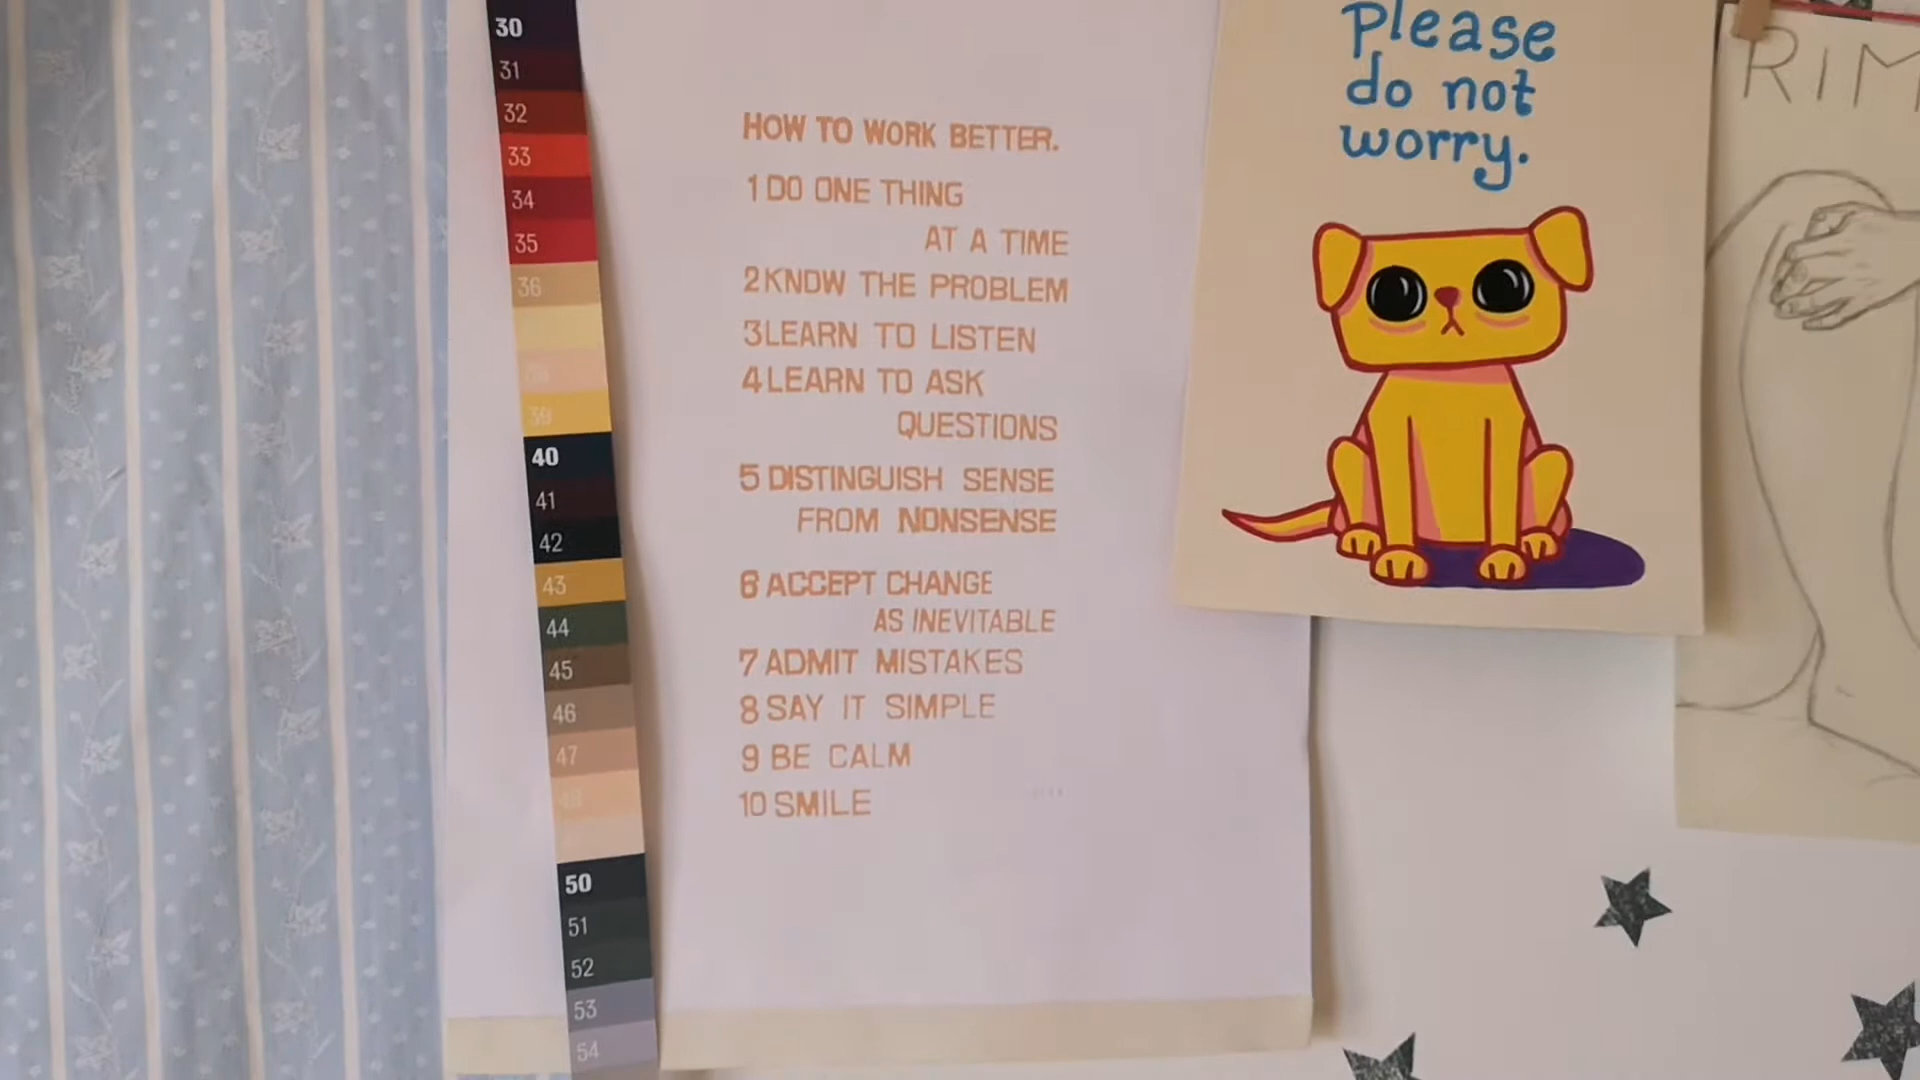 30
31
32
33
34
35
36
39
40
41
42
43
44
45
46
47
48
50
51
52
53
54
HOW TO WORK BETTER.
1 DO ONE THING
AT A TIME
2 KNOW THE PROBLEM
3 LEARN TO LISTEN
4 LEARN TO ASK
QUESTIONS
5 DISTINGUISH SENSE
FROM NONSENSE
6 ACCEPT CHANGE
AS INEVITABLE
7 ADMIT MISTAKES
8 SAY IT SIMPLE
9 BE CALM
10 SMILE
Please
do not
worry.
RIM